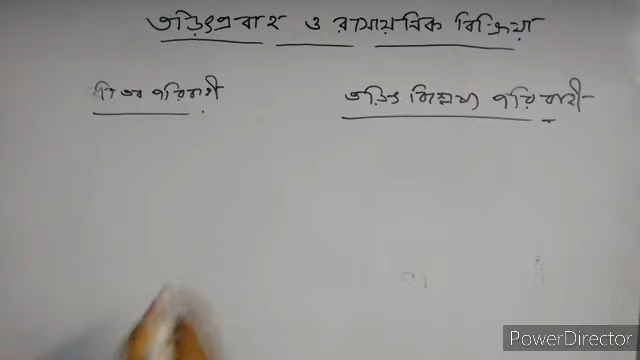 তড়িৎপ্রবাহ ও রাসায়নিক বিক্রিয়া
পরিবাহী তড়িৎ বিশ্লেষ্য পরিবাহী
PowerDirector